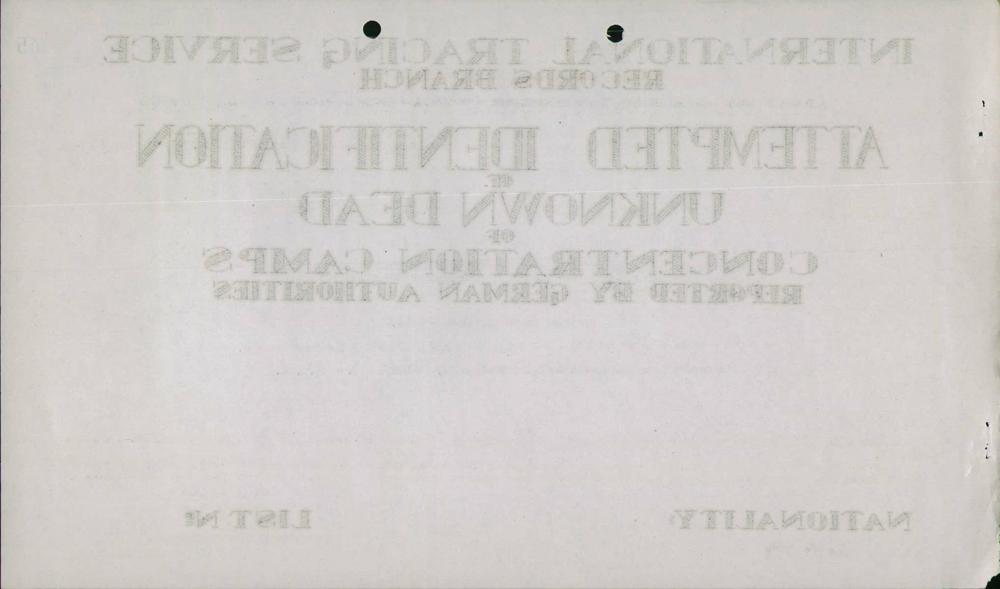 INTERNATIONAL TRACING SERVICE
RECORDS BRANCH
ATTEMPTED IDENTIFICATION
OF
UNKNOWN DEAD
OF
CONCENTRATION CAMPS
REPORTED BY GERMAN AUTHORITIES
NATIONALITY LIST Nº